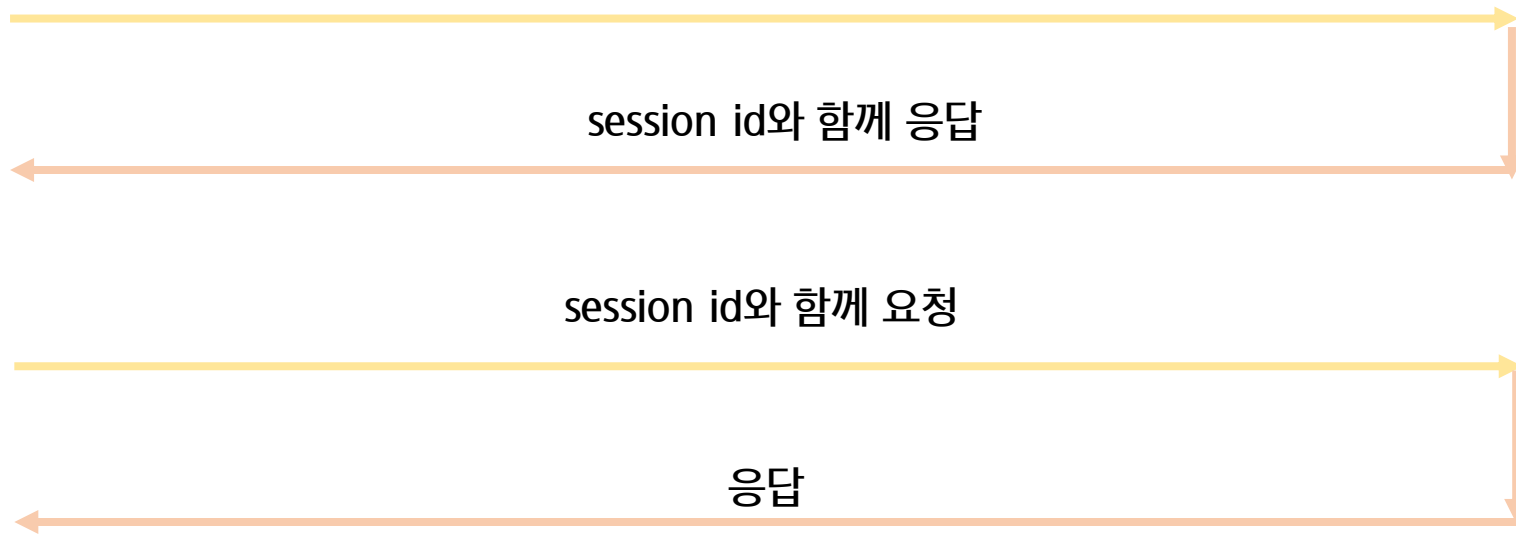 session id와 함께 응답
session id와 함께 요청
응답